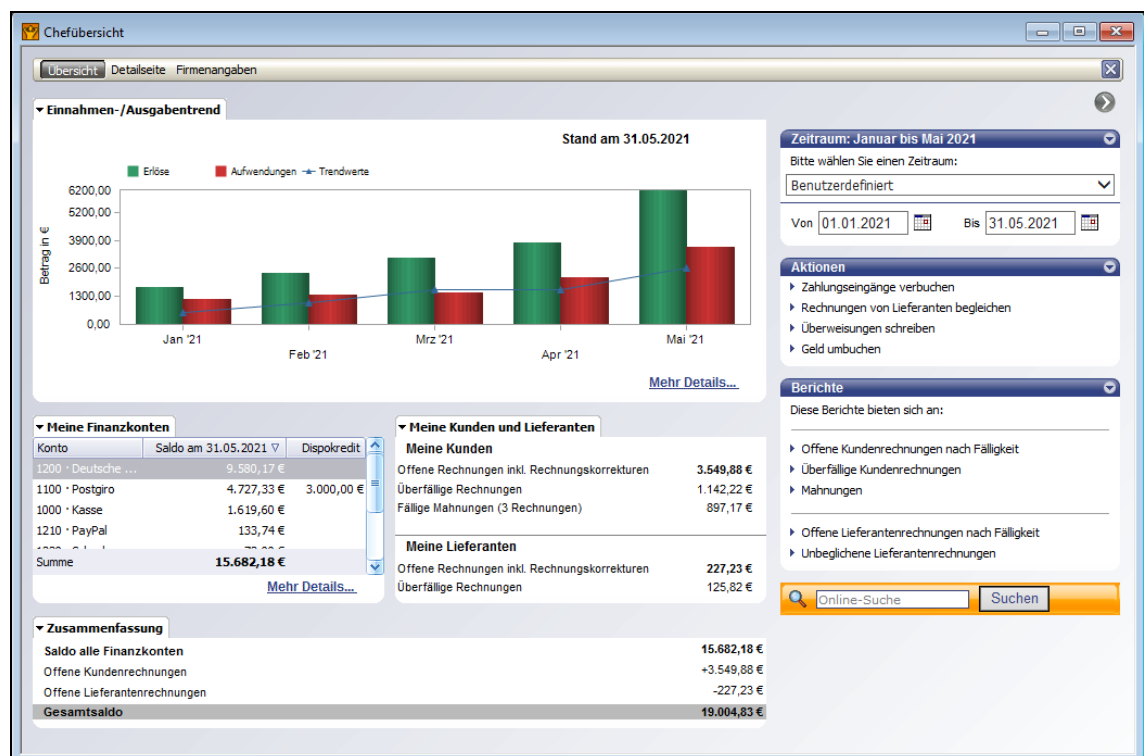 Chefübersicht
Übersicht Detailseite Firmenangaben
Einnahmen-/Ausgabentrend
Stand am 31.05.2021
Erlöse Aufwendungen Trendwerte
Betrag in €
6200,00
5200,00
3900,00
2600,00
1300,00
0,00
Jan '21
Feb '21
Mrz '21
Apr '21
Mai '21
Mehr Details...
Meine Finanzkonten
Konto Saldo am 31.05.2021 Dispokredit
1200 · Deutsche ... 9.580,17 €
1100 · Postgiro 4.727,33 € 3.000,00 €
1000 · Kasse 1.619,60 €
1210 · PayPal 133,74 €
Summe 15.682,18 €
Mehr Details...
Meine Kunden und Lieferanten
Meine Kunden
Offene Rechnungen inkl. Rechnungskorrekturen 3.549,88 €
Überfällige Rechnungen 1.142,22 €
Fällige Mahnungen (3 Rechnungen) 897,17 €
Meine Lieferanten
Offene Rechnungen inkl. Rechnungskorrekturen 227,23 €
Überfällige Rechnungen 125,82 €
Zusammenfassung
Saldo alle Finanzkonten 15.682,18 €
Offene Kundenrechnungen +3.549,88 €
Offene Lieferantenrechnungen -227,23 €
Gesamtsaldo 19.004,83 €
Zeitraum: Januar bis Mai 2021
Bitte wählen Sie einen Zeitraum:
Benutzerdefiniert
Von 01.01.2021 Bis 31.05.2021
Aktionen
Zahlungseingänge verbuchen
Rechnungen von Lieferanten begleichen
Überweisungen schreiben
Geld umbuchen
Berichte
Diese Berichte bieten sich an:
Offene Kundenrechnungen nach Fälligkeit
Überfällige Kundenrechnungen
Mahnungen
Offene Lieferantenrechnungen nach Fälligkeit
Unbeglichene Lieferantenrechnungen
Online-Suche Suchen